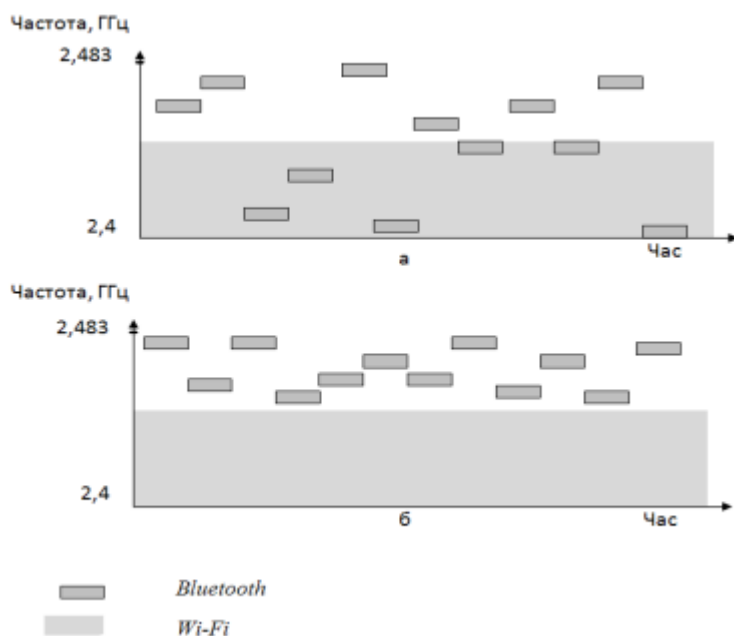 Частота, ГГц
2,483
2,4
а
Час
Частота, ГГц
2,483
2,4
б
Час
Bluetooth
Wi-Fi